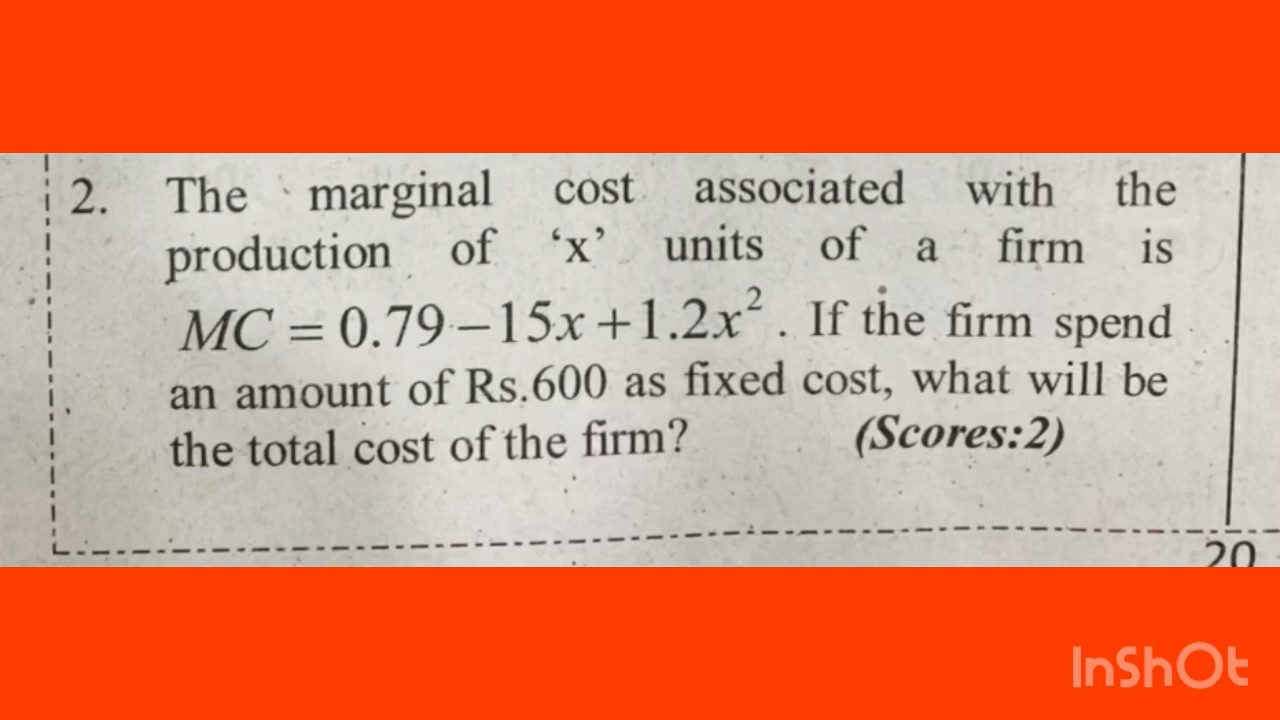 2. The marginal cost associated with the
production of ‘x’ units of a firm is
MC = 0.79–15x+1.2x². If the firm spend
an amount of Rs.600 as fixed cost, what will be
the total cost of the firm? (Scores:2)
20
InShOt